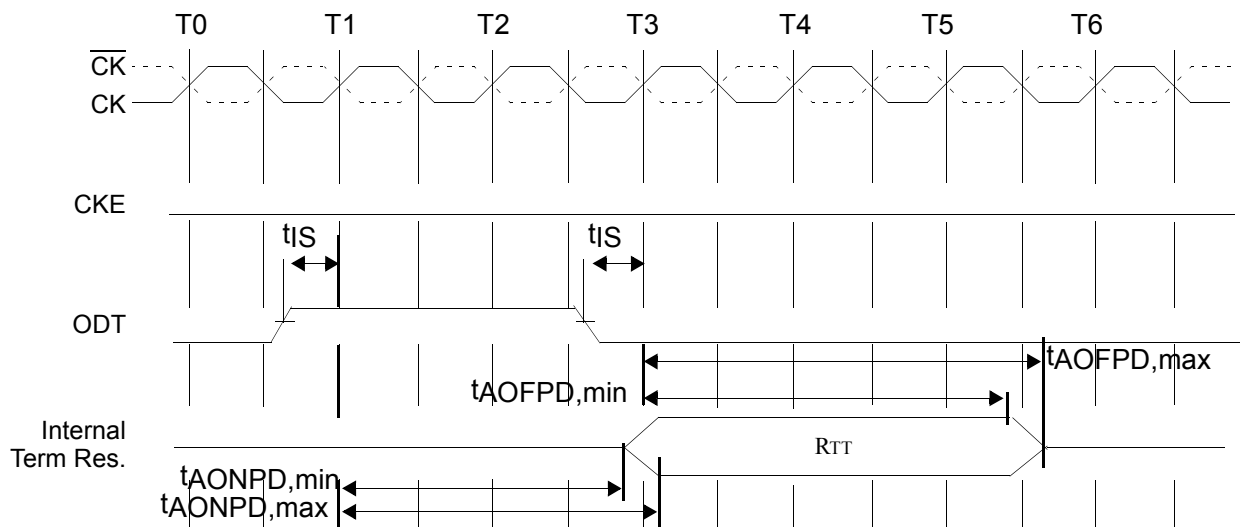 T0 T1 T2 T3 T4 T5 T6
CK
CK
CKE
tIS tIS
ODT
tAOFPD,max
tAOFPD,min
Internal
Term Res.
RTT
tAONPD,min
tAONPD,max